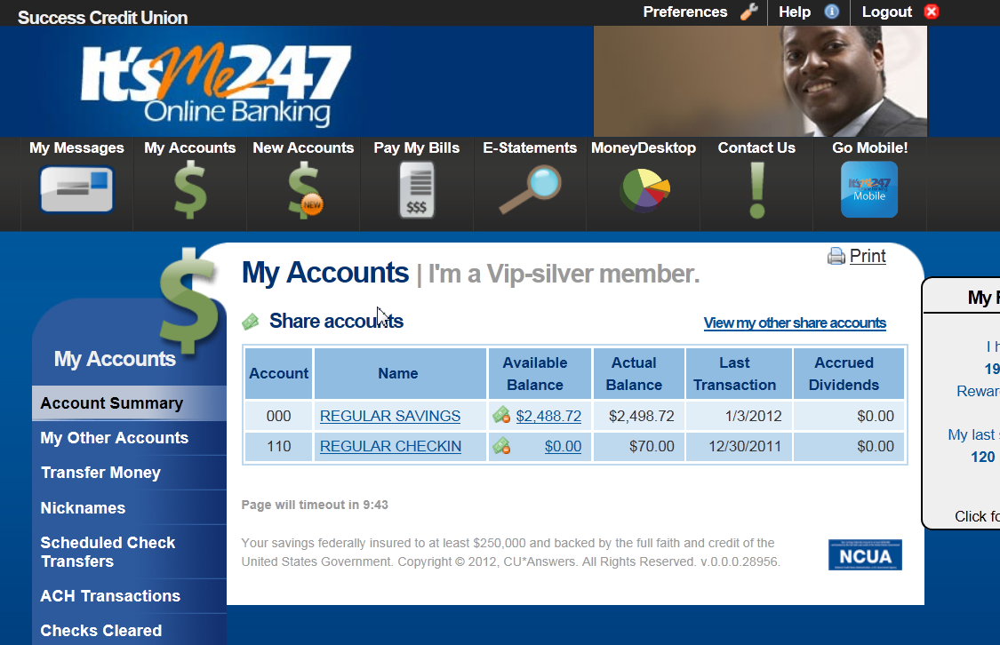 Success Credit Union
Preferences Help Logout
It'sMe247
Online Banking
My Messages My Accounts New Accounts Pay My Bills E-Statements MoneyDesktop Contact Us Go Mobile!
NEW
$$$
It'sMe247
Mobile
Print
My Accounts | I'm a Vip-silver member.
Share accounts
View my other share accounts
Account Name Available Balance Actual Balance Last Transaction Accrued Dividends
000 REGULAR SAVINGS $2,488.72 $2,498.72 1/3/2012 $0.00
110 REGULAR CHECKIN $0.00 $70.00 12/30/2011 $0.00
Page will timeout in 9:43
Your savings federally insured to at least $250,000 and backed by the full faith and credit of the
United States Government. Copyright © 2012, CU*Answers. All Rights Reserved. v.0.0.0.28956.
NCUA
My Accounts
Account Summary
My Other Accounts
Transfer Money
Nicknames
Scheduled Check
Transfers
ACH Transactions
Checks Cleared
My
I
19
My last
120
Click